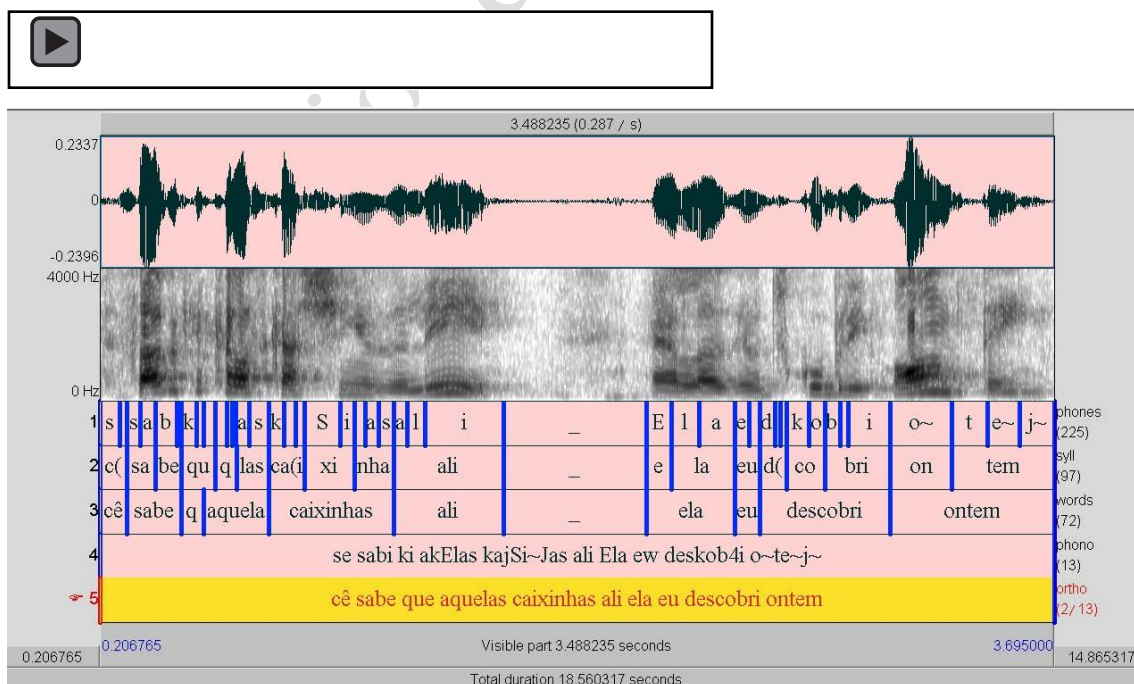 3.488235 (0.287 / s)
0.2337
0
-0.2396
4000 Hz
0 Hz
1 s s a b k a s k S i a s a l i _ E l a e d k o b i o~ t e~ j~ phones (225)
2 c( sa be qu q las ca(i xi nha ali _ e la eu d( co bri on tem syll (97)
3 cê sabe q aquela caixinhas ali _ ela eu descobri ontem words (72)
4 se sabi ki akElas kajSi~Jas ali Ela ew deskob4i o~te~j~ phono (13)
5 cê sabe que aquelas caixinhas ali ela eu descobri ontem ortho (2/13)
0.206765 Visible part 3.488235 seconds 3.695000
0.206765 14.865317
Total duration 18.560317 seconds